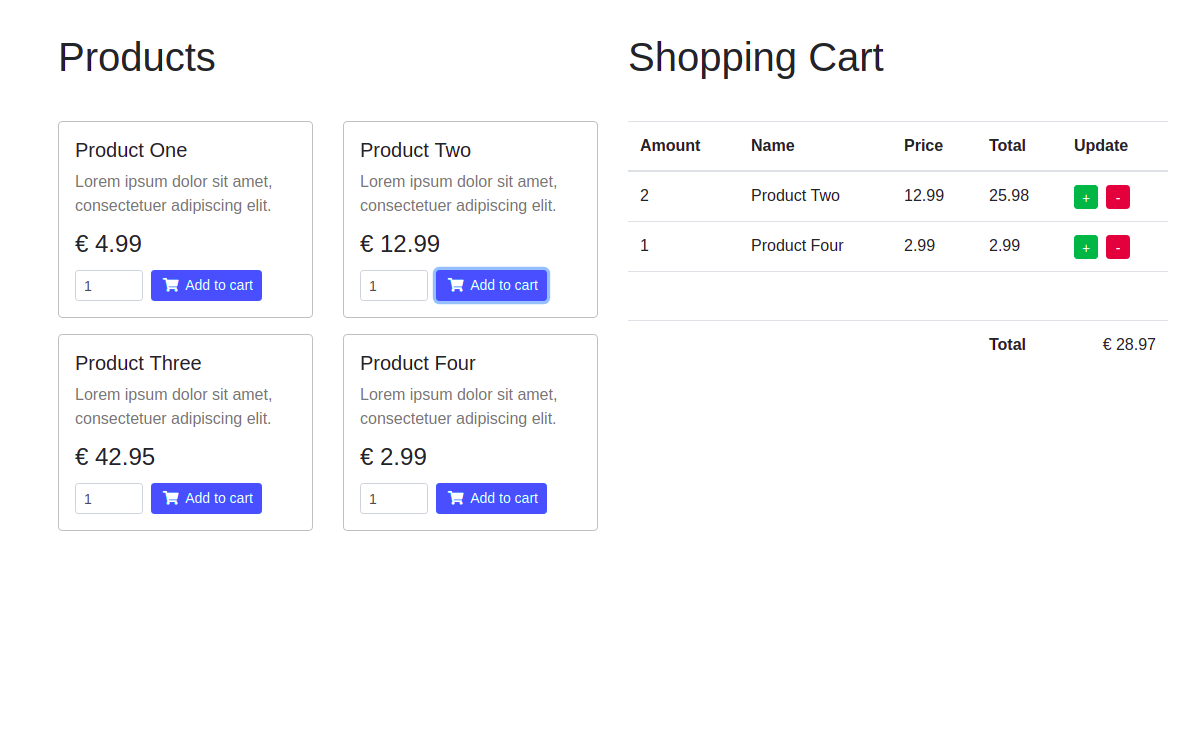 Products
Product One
Lorem ipsum dolor sit amet,
consectetuer adipiscing elit.
€ 4.99
1 Add to cart
Product Two
Lorem ipsum dolor sit amet,
consectetuer adipiscing elit.
€ 12.99
1 Add to cart
Product Three
Lorem ipsum dolor sit amet,
consectetuer adipiscing elit.
€ 42.95
1 Add to cart
Product Four
Lorem ipsum dolor sit amet,
consectetuer adipiscing elit.
€ 2.99
1 Add to cart
Shopping Cart
Amount Name Price Total Update
2 Product Two 12.99 25.98 + -
1 Product Four 2.99 2.99 + -
Total € 28.97